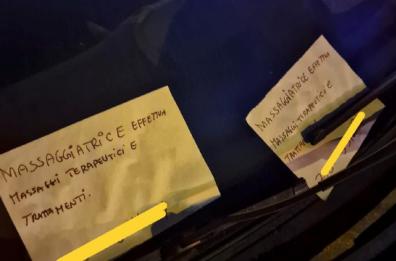 MASSAGGIATRICE EFFETTUA
MASSAGGI TERAPEUTICI E
TRATTAMENTI.
MASSAGGIATRICE EFFETTUA
MASSAGGI TERAPEUTICI E